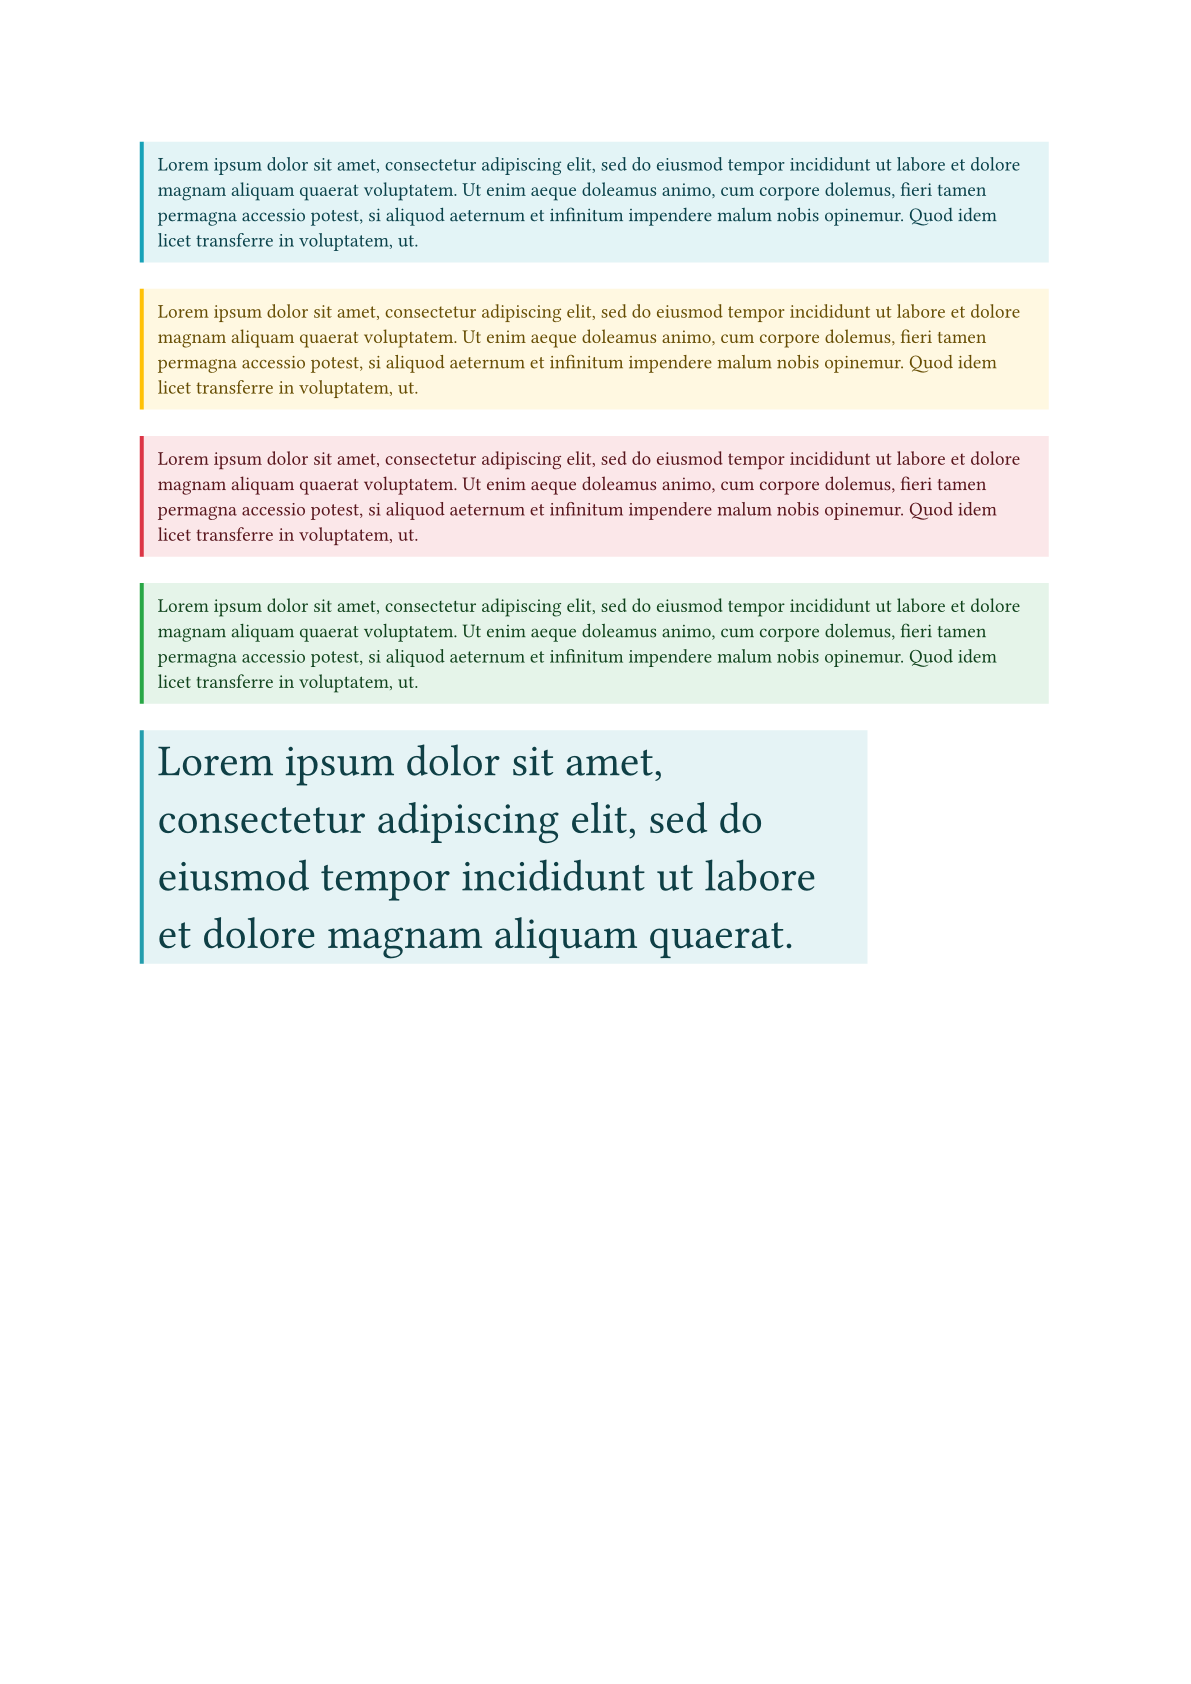 Lorem ipsum dolor sit amet, consectetur adipiscing elit, sed do eiusmod tempor incididunt ut labore et dolore
magnam aliquam quaerat voluptatem. Ut enim aeque doleamus animo, cum corpore dolemus, fieri tamen
permagna accessio potest, si aliquod aeternum et infinitum impendere malum nobis opinemur. Quod idem
licet transferre in voluptatem, ut.
Lorem ipsum dolor sit amet, consectetur adipiscing elit, sed do eiusmod tempor incididunt ut labore et dolore
magnam aliquam quaerat voluptatem. Ut enim aeque doleamus animo, cum corpore dolemus, fieri tamen
permagna accessio potest, si aliquod aeternum et infinitum impendere malum nobis opinemur. Quod idem
licet transferre in voluptatem, ut.
Lorem ipsum dolor sit amet, consectetur adipiscing elit, sed do eiusmod tempor incididunt ut labore et dolore
magnam aliquam quaerat voluptatem. Ut enim aeque doleamus animo, cum corpore dolemus, fieri tamen
permagna accessio potest, si aliquod aeternum et infinitum impendere malum nobis opinemur. Quod idem
licet transferre in voluptatem, ut.
Lorem ipsum dolor sit amet, consectetur adipiscing elit, sed do eiusmod tempor incididunt ut labore et dolore
magnam aliquam quaerat voluptatem. Ut enim aeque doleamus animo, cum corpore dolemus, fieri tamen
permagna accessio potest, si aliquod aeternum et infinitum impendere malum nobis opinemur. Quod idem
licet transferre in voluptatem, ut.
Lorem ipsum dolor sit amet,
consectetur adipiscing elit, sed do
eiusmod tempor incididunt ut labore
et dolore magnam aliquam quaerat.